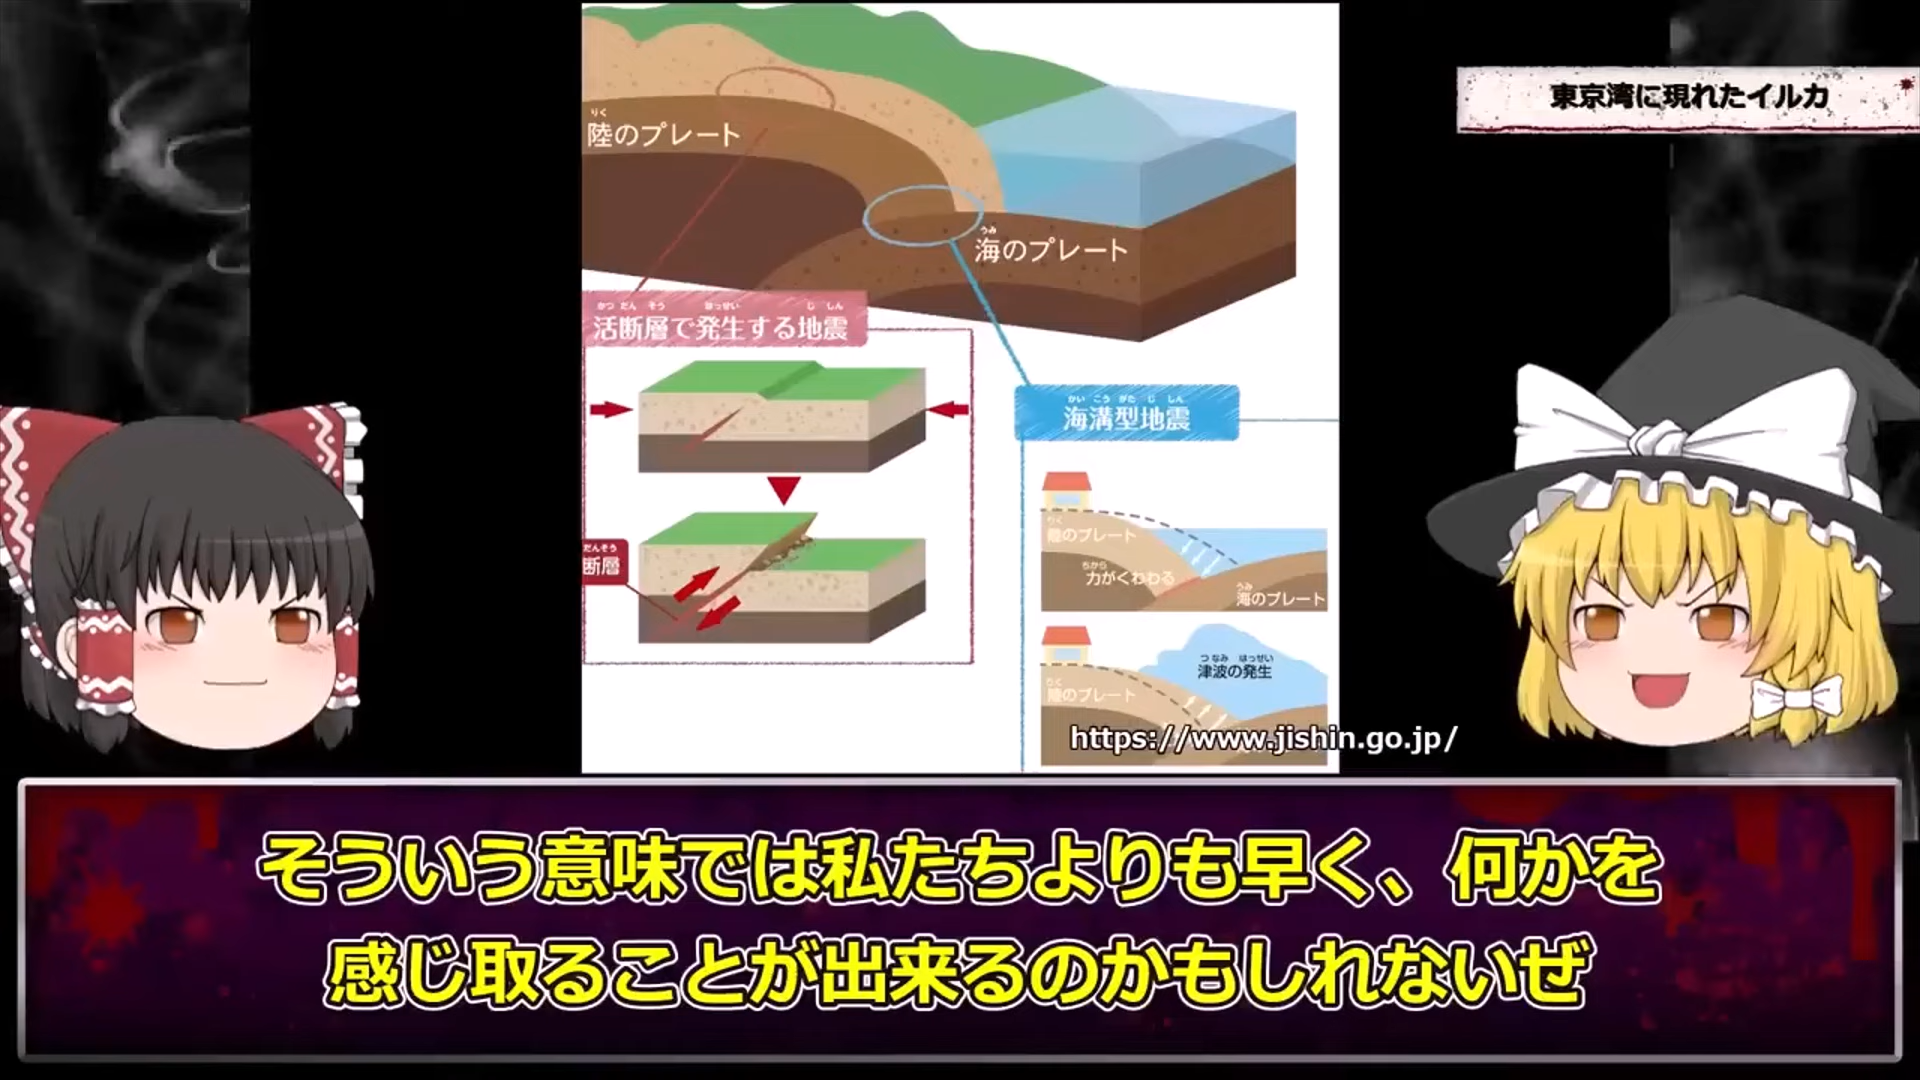 東京湾に現れたイルカ
りく
陸のプレート
うみ
海のプレート
かつ だん そう はっせい じ しん
活断層で発生する地震
かい こう がた じ しん
海溝型地震
りく
陸のプレート
ちから
力がくわわる
うみ
海のプレート
だんそう
断層
つなみ はっせい
津波の発生
りく
陸のプレート
https://www.jishin.go.jp/
そういう意味では私たちよりも早く、何かを
感じ取ることが出来るのかもしれないぜ